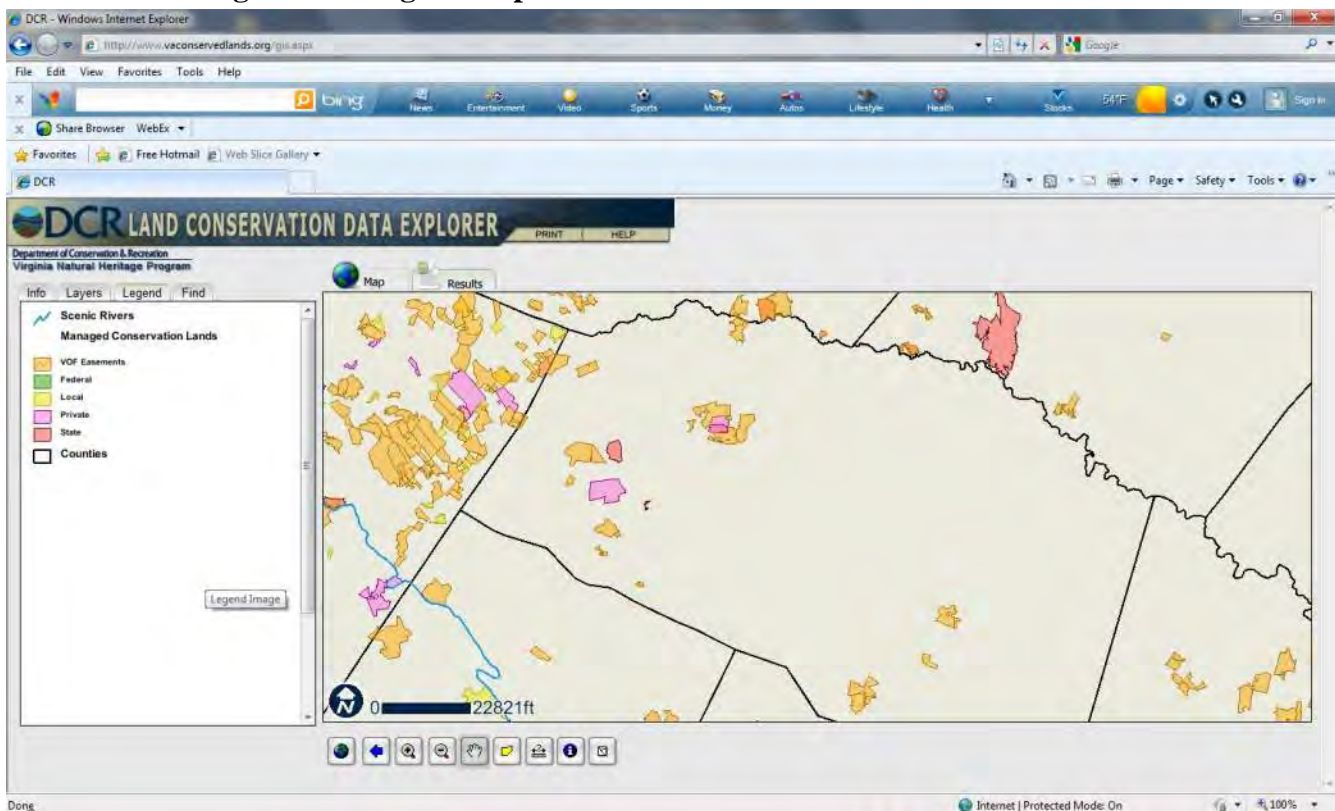 DCR - Windows Internet Explorer
http://www.vaconservedlands.org/gis.aspx
Google
File Edit View Favorites Tools Help
bing News Entertainment Video Sports Money Autos Lifestyle Health Stocks 54°F Sign in
Share Browser WebEx
Favorites Free Hotmail Web Slice Gallery
DCR
Page Safety Tools
DCR LAND CONSERVATION DATA EXPLORER
PRINT HELP
Department of Conservation & Recreation
Virginia Natural Heritage Program
Map Results
Info Layers Legend Find
Scenic Rivers
Managed Conservation Lands
VOF Easements
Federal
Local
Private
State
Counties
Legend Image
N 0 22821ft
Done Internet | Protected Mode: On 100%